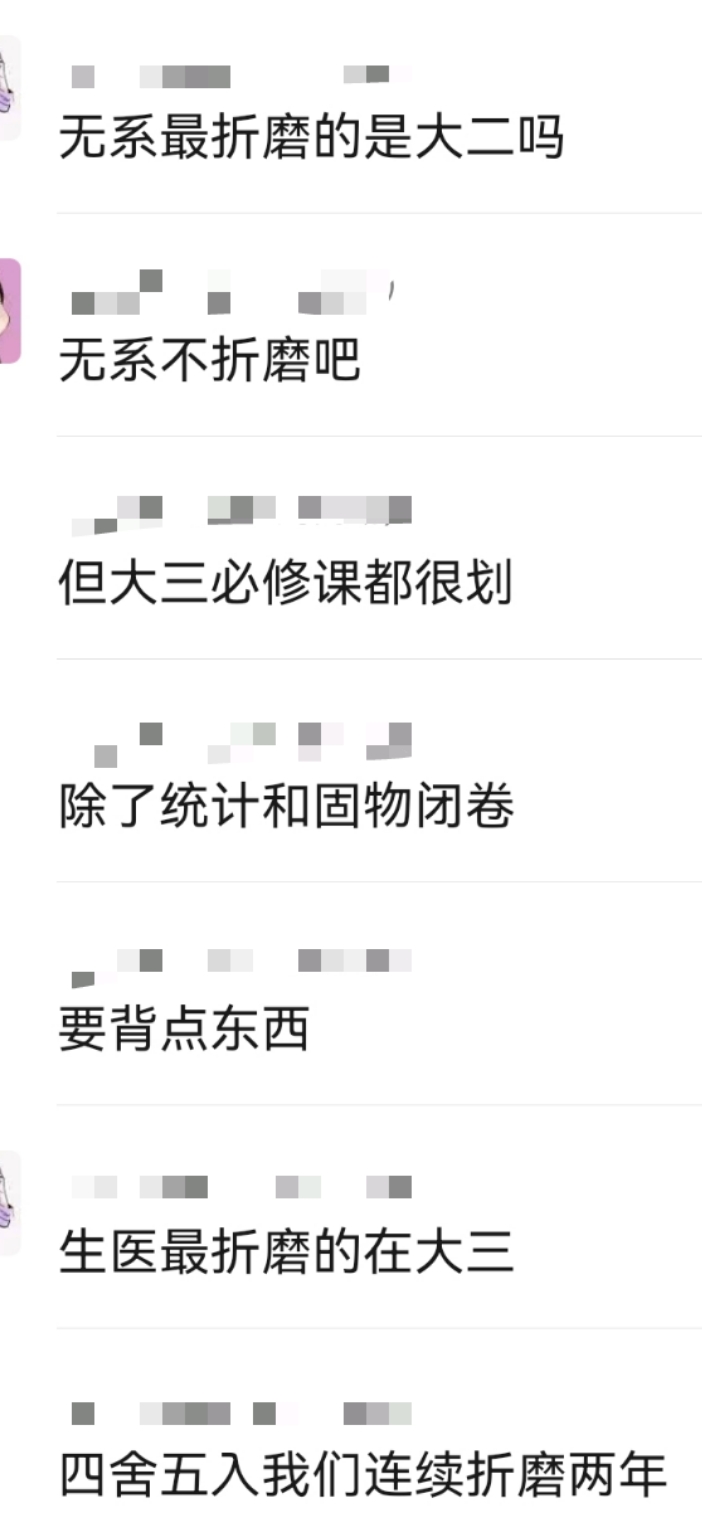 无系最折磨的是大二吗
无系不折磨吧
但大三必修课都很划
除了统计和固物闭卷
要背点东西
生医最折磨的在大三
四舍五入我们连续折磨两年